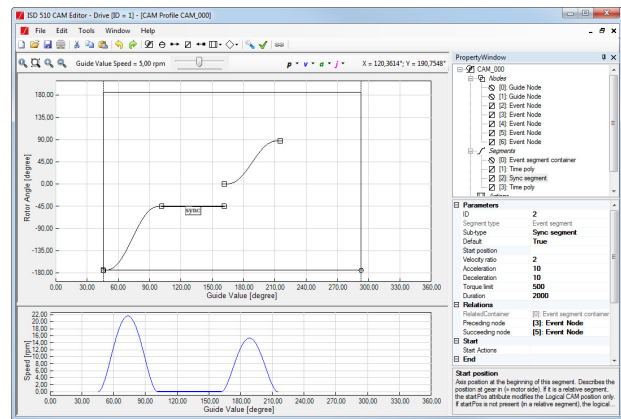 ISD 510 CAM Editor - Drive [ID = 1] - [CAM Profile CAM_000]
File Edit Tools Window Help
Guide Value Speed = 5,00 rpm
p v a j
X = 120,3614°; Y = 190,7548°
180,00
135,00
90,00
45,00
0,00
-45,00
-90,00
-135,00
-180,00
Rotor Angle [degree]
sync
0,00 30,00 60,00 90,00 120,00 150,00 180,00 210,00 240,00 270,00 300,00 330,00 360,00
Guide Value [degree]
22,00
20,00
18,00
16,00
14,00
12,00
10,00
8,00
6,00
4,00
2,00
0,00
Speed [rpm]
0,00 30,00 60,00 90,00 120,00 150,00 180,00 210,00 240,00 270,00 300,00 330,00 360,00
Guide Value [degree]
PropertyWindow
CAM_000
Nodes
[0]: Guide Node
[1]: Guide Node
[2]: Event Node
[3]: Event Node
[4]: Event Node
[5]: Event Node
[6]: Event Node
Segments
[0]: Event segment container
[1]: Time poly
[2]: Sync segment
[3]: Time poly
Parameters
ID 2
Segment type Event segment
Sub-type Sync segment
Default True
Start position
Velocity ratio 2
Acceleration 10
Deceleration 10
Torque limit 500
Duration 2000
Relations
RelatedContainer [0]: Event segment container
Preceding node [3]: Event Node
Succeeding node [5]: Event Node
Start
Start Actions
End
Start position
Axis position at the beginning of this segment. Describes the
position at gear in (= motor side). If it is a relative segment,
the startPos attribute modifies the Logical CAM position only.
If startPos is not present (in a relative segment), the logical...